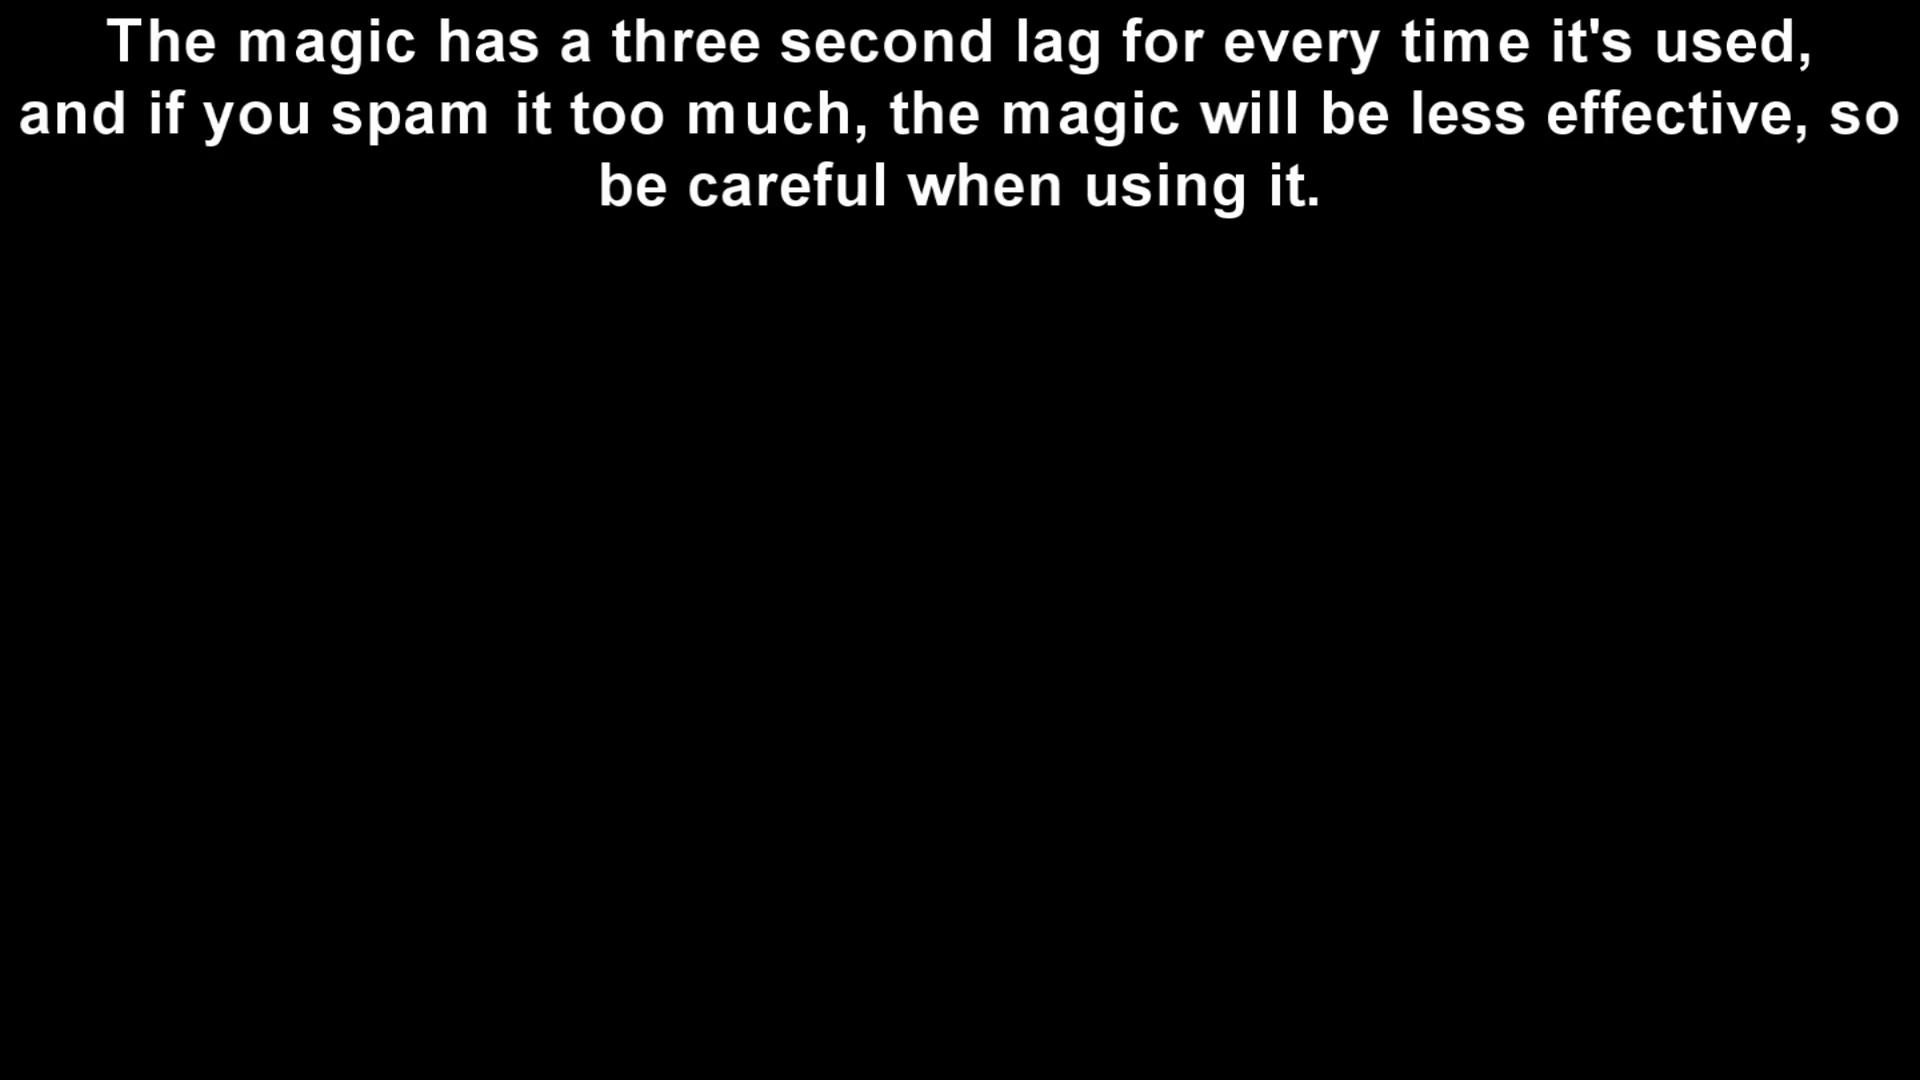 The magic has a three second lag for every time it's used,
and if you spam it too much, the magic will be less effective, so
be careful when using it.